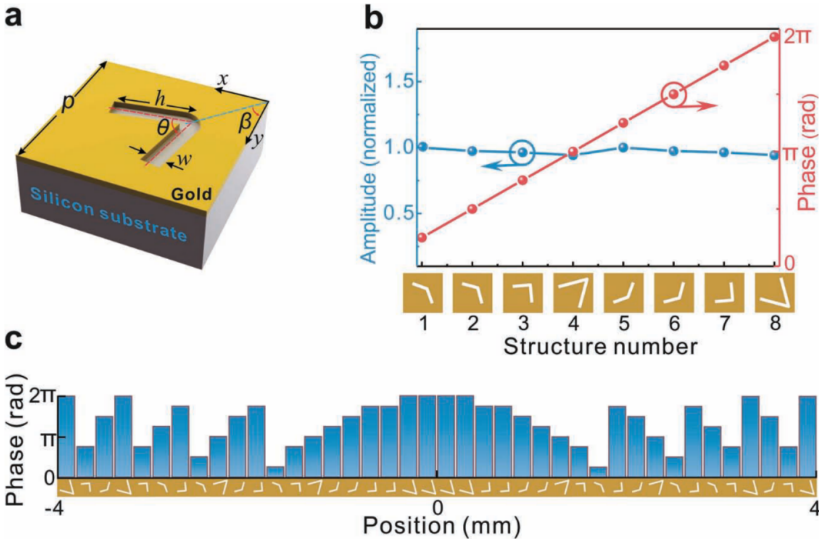 a
p
h
θ
w
x
β
y
Gold
Silicon substrate
b
Amplitude (normalized)
1.5
1.0
0.5
2π
π
0
Phase (rad)
1 2 3 4 5 6 7 8
Structure number
c
Phase (rad)
2π
π
0
-4 0 4
Position (mm)